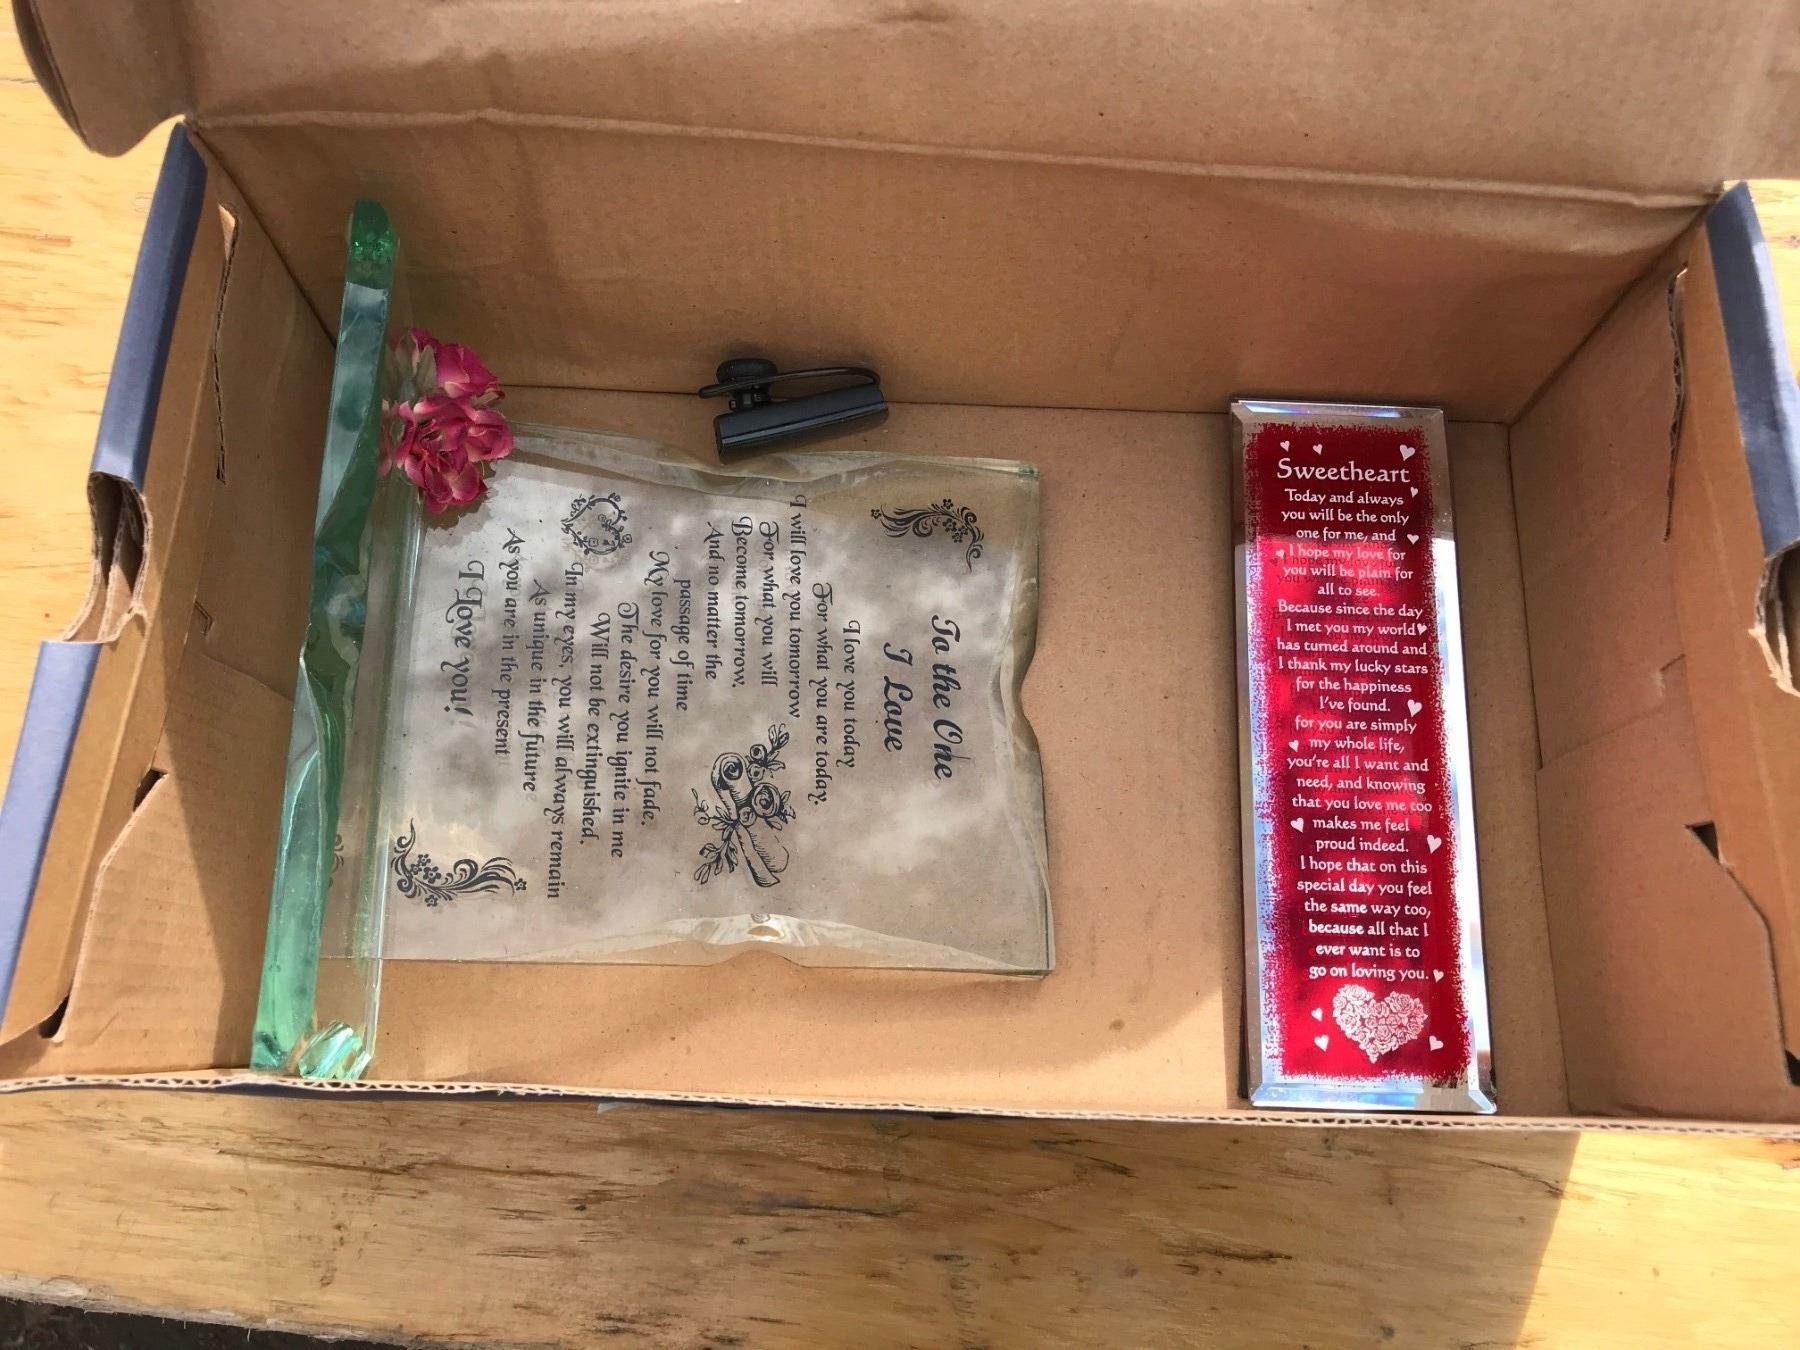 To the One
I Love
I love you today
For what you are today.
I will love you tomorrow
For what you will
Become tomorrow.
And no matter the
passage of time
My love for you will not fade.
The desire you ignite in me
Will not be extinguished.
In my eyes, you will always remain
As unique in the future
As you are in the present
I Love you!
Sweetheart
Today and always
you will be the only
one for me, and
I hope my love for
you will be plain for
all to see.
Because since the day
I met you my world
has turned around and
I thank my lucky stars
for the happiness
I've found.
for you are simply
my whole life,
you're all I want and
need, and knowing
that you love me too
makes me feel
proud indeed.
I hope that on this
special day you feel
the same way too,
because all that I
ever want is to
go on loving you.